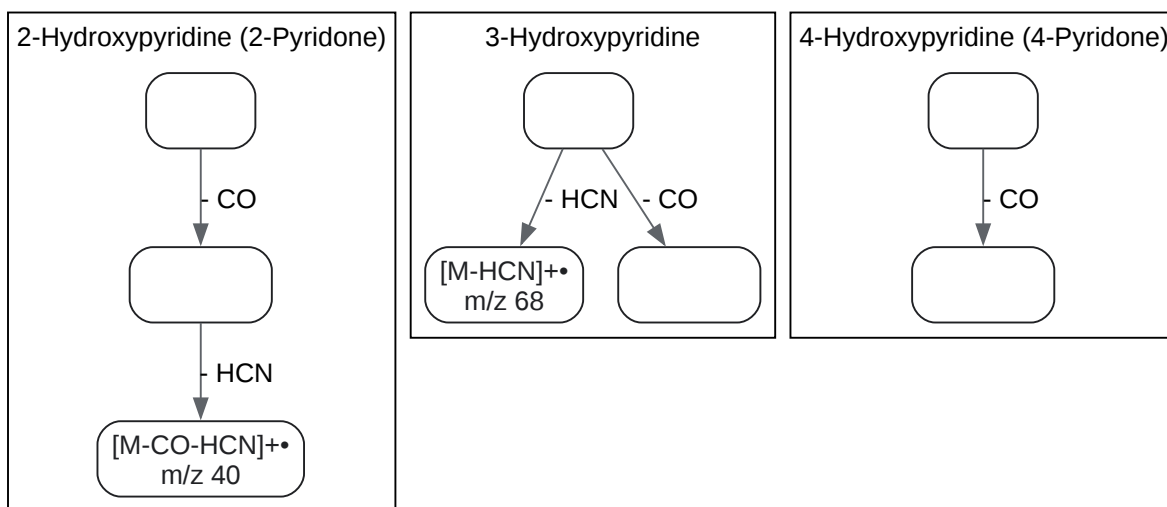 2-Hydroxypyridine (2-Pyridone)
- CO
- HCN
[M-CO-HCN]+•
m/z 40
3-Hydroxypyridine
- HCN
- CO
[M-HCN]+•
m/z 68
4-Hydroxypyridine (4-Pyridone)
- CO